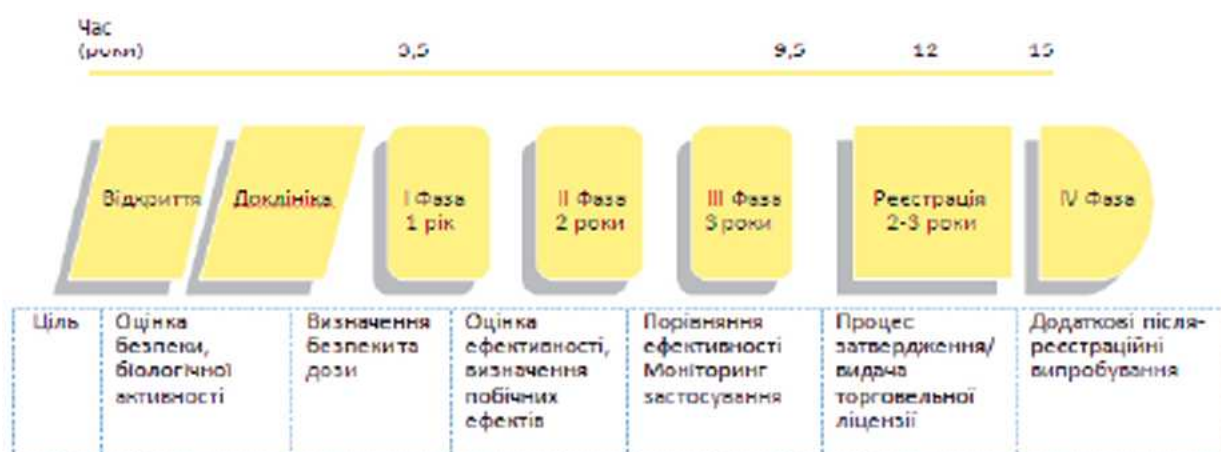 Час
(роки) 3,5 9,5 12 15
Відкриття Доклініка І Фаза ІІ Фаза ІІІ Фаза Реєстрація IV Фаза
1 рік 2 роки 3 роки 2-3 роки
Ціль
Оцінка
безпеки,
біологічної
активності
Визначення
безпеки та
дози
Оцінка
ефективності,
визначення
побічних
ефектів
Порівняння
ефективності
Моніторинг
застосування
Процес
затвердження/
видача
торговельної
ліцензії
Додаткові після-
реєстраційні
випробування